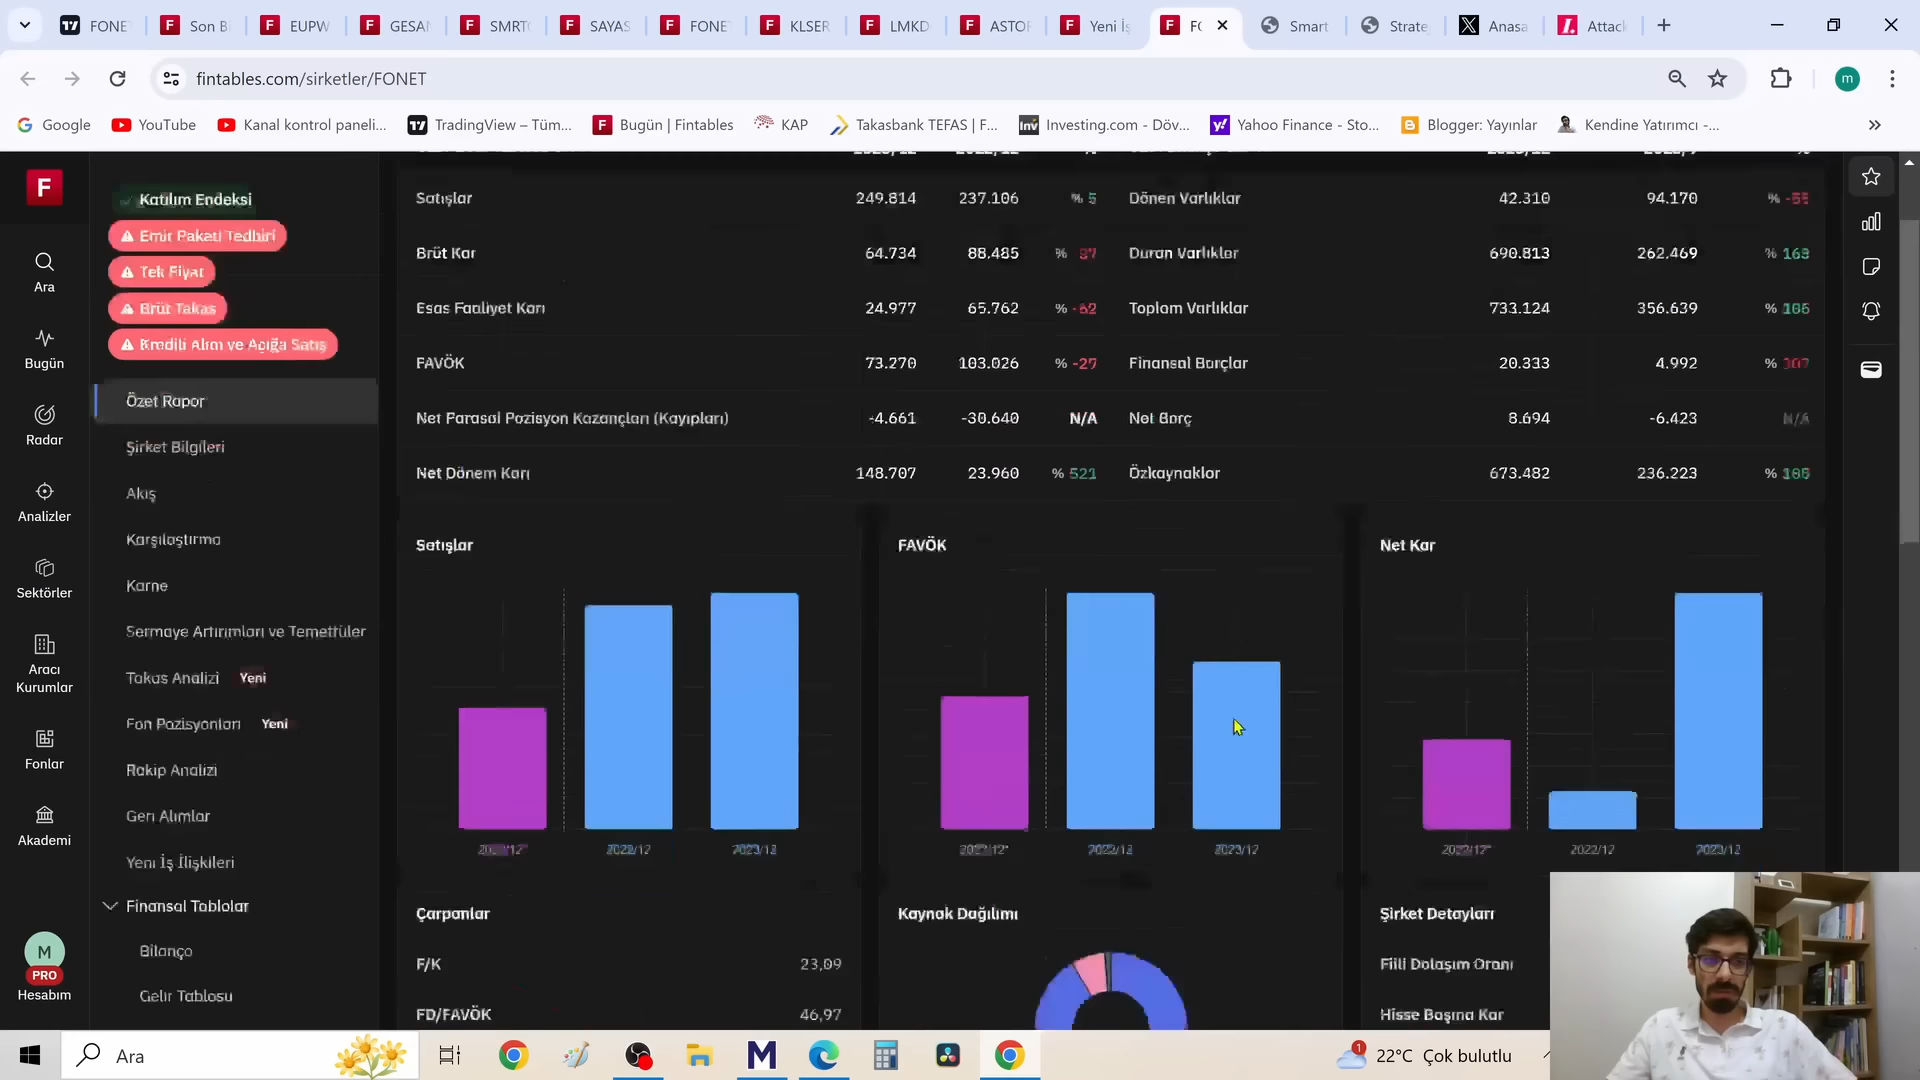 FONE
Son B
EUPW
GESAN
SMRT
SAYAS
FONE
KLSER
LMKD
ASTOR
Yeni İş
Smart
Strate
Anasa
Attack
fintables.com/sirketler/FONET
m
Google
YouTube
Kanal kontrol paneli...
TradingView – Tüm...
Bugün | Fintables
KAP
Takasbank TEFAS | F...
Investing.com - Döv...
Yahoo Finance - Sto...
Blogger: Yayınlar
Kendine Yatırımcı -...
F
Ara
Bugün
Radar
Analizler
Sektörler
Aracı
Kurumlar
Fonlar
Akademi
M
PRO
Hesabım
Katılım Endeksi
Emir Paketi Tedbiri
Tek Fiyat
Brüt Takas
Kredili Alım ve Açığa Satış
Özet Rapor
Şirket Bilgileri
Akış
Karşılaştırma
Karne
Sermaye Artırımları ve Temettüler
Takas Analizi Yeni
Fon Pozisyonları Yeni
Rakip Analizi
Geri Alımlar
Yeni İş İlişkileri
Finansal Tablolar
Bilanço
Gelir Tablosu
Satışlar 249.814 237.106 % 5 Dönen Varlıklar 42.310 94.170 % -55
Brüt Kar 64.734 88.485 % Duran Varlıklar 690.813 262.469 % 163
Esas Faaliyet Karı 24.977 65.762 % -62 Toplam Varlıklar 733.124 356.639 % 106
FAVÖK 73.270 103.026 % -27 Finansal Borçlar 20.333 4.992 % 307
Net Parasal Pozisyon Kazançları (Kayıpları) -4.661 -30.640 N/A Net Borç 8.694 -6.423 N/A
Net Dönem Karı 148.707 23.960 % 521 Özkaynaklar 673.482 236.223 % 185
Satışlar
2022/12 2023/12
FAVÖK
2022/12 2023/12
Net Kar
2022/12 2023/12
Çarpanlar
F/K 23,09
FD/FAVÖK 46,97
Kaynak Dağılımı
Şirket Detayları
Fiili Dolaşım Oranı
Hisse Başına Kar
Ara
1
22°C Çok bulutlu